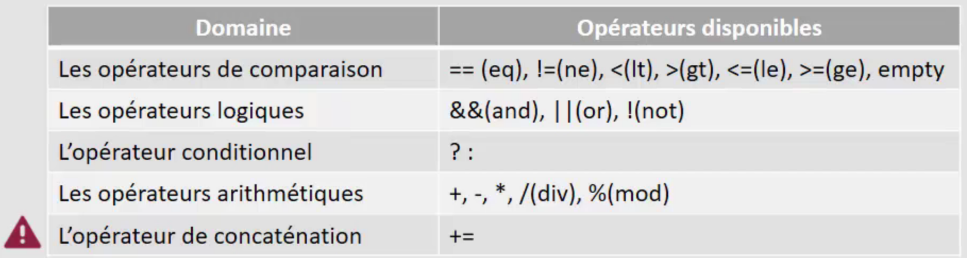 Domaine Opérateurs disponibles
Les opérateurs de comparaison == (eq), !=(ne), <(lt), >(gt), <=(le), >=(ge), empty
Les opérateurs logiques &&(and), ||(or), !(not)
L’opérateur conditionnel ? :
Les opérateurs arithmétiques +, -, *, /(div), %(mod)
L’opérateur de concaténation +=